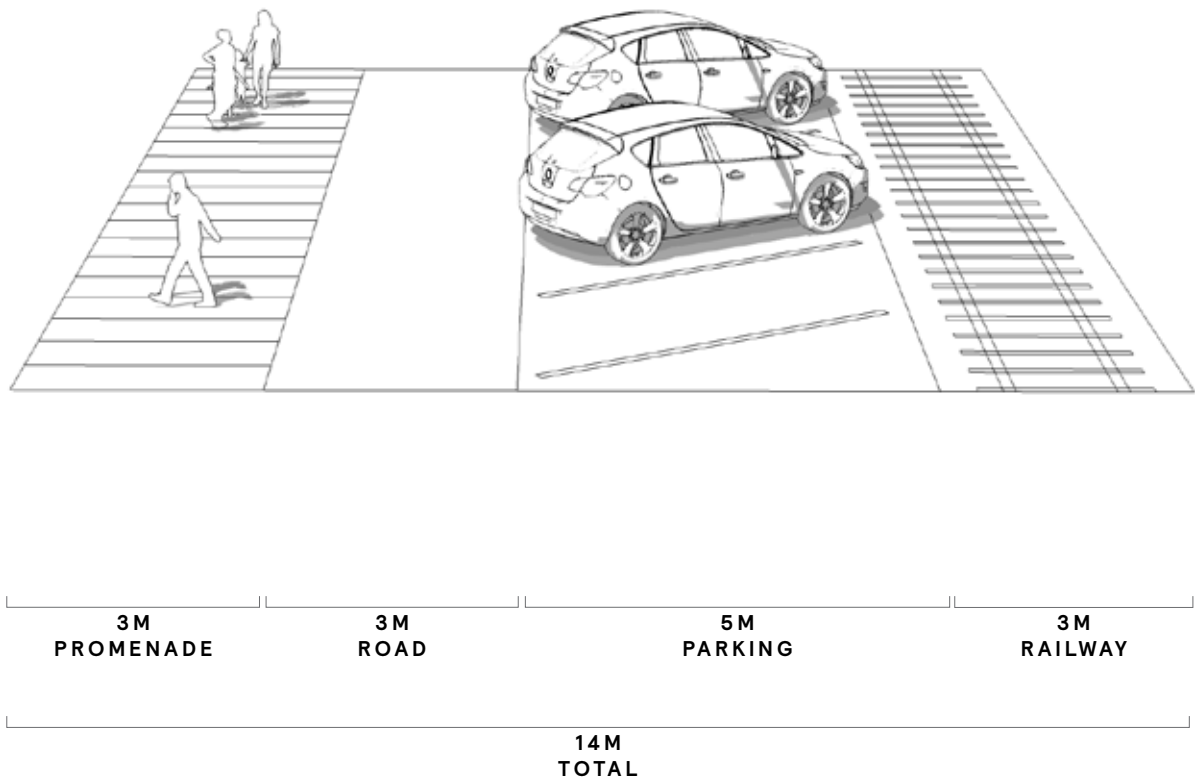 3M
PROMENADE
3M
ROAD
5M
PARKING
3M
RAILWAY
14M
TOTAL